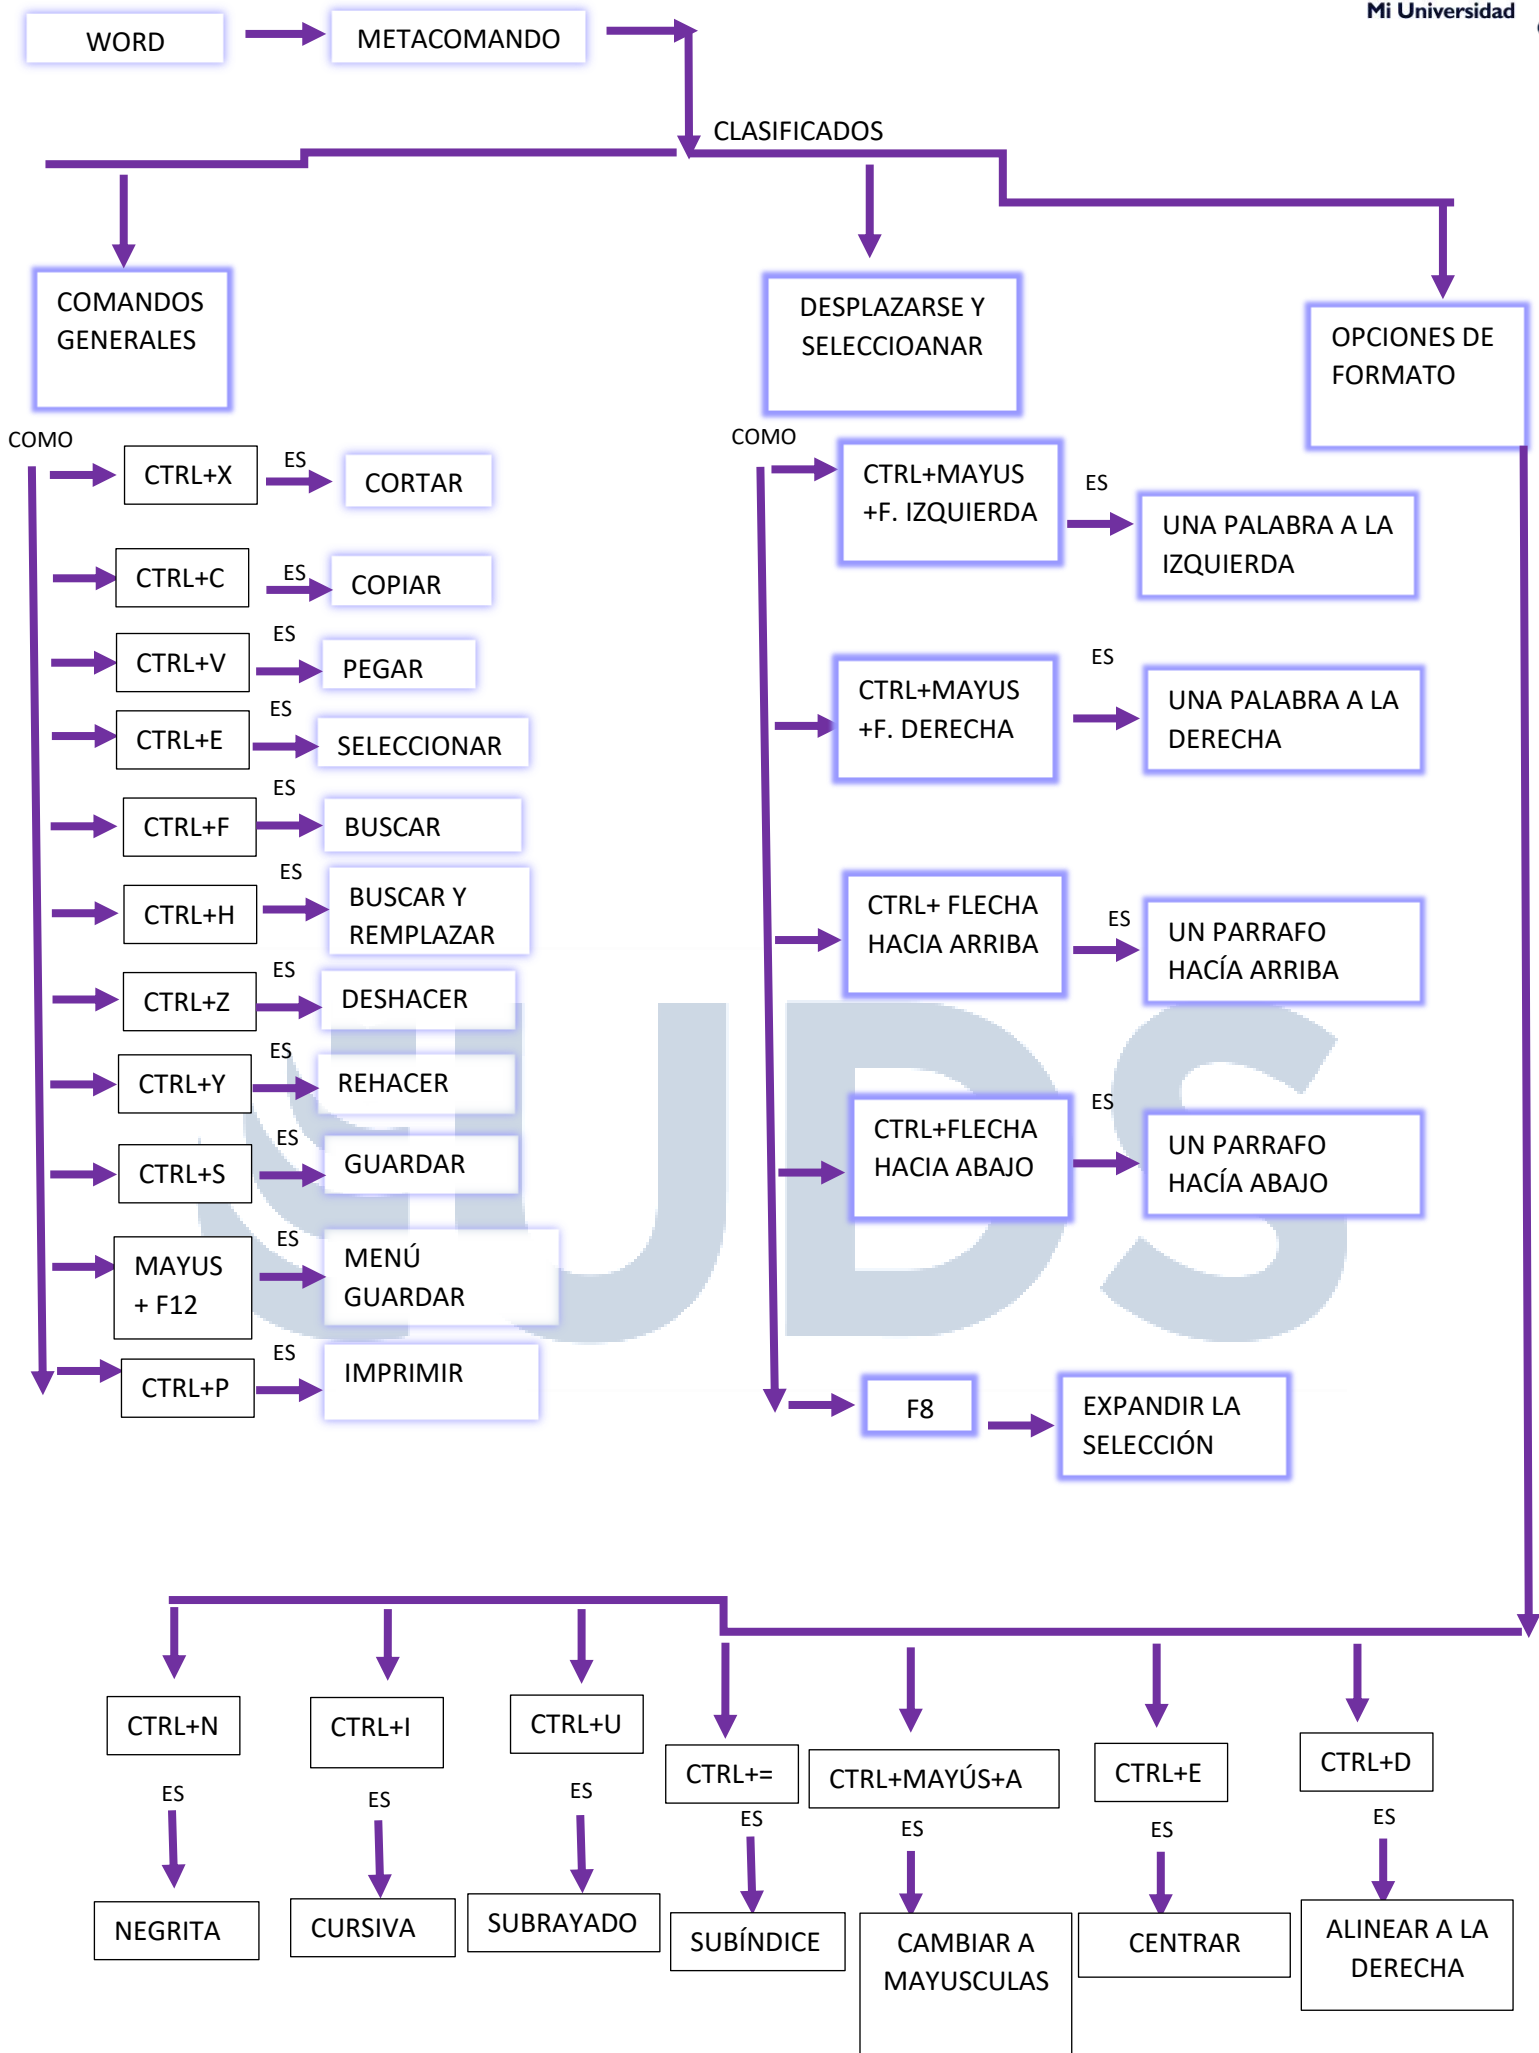 Mi Universidad
WORD
METACOMANDO
CLASIFICADOS
COMANDOS
GENERALES
DESPLAZARSE Y
SELECCIOANAR
OPCIONES DE
FORMATO
COMO
CTRL+X
ES
CORTAR
CTRL+C
ES
COPIAR
CTRL+V
ES
PEGAR
CTRL+E
ES
SELECCIONAR
CTRL+F
ES
BUSCAR
CTRL+H
ES
BUSCAR Y
REMPLAZAR
CTRL+Z
ES
DESHACER
CTRL+Y
ES
REHACER
CTRL+S
ES
GUARDAR
MAYUS
+ F12
ES
MENÚ
GUARDAR
CTRL+P
ES
IMPRIMIR
COMO
CTRL+MAYUS
+F. IZQUIERDA
ES
UNA PALABRA A LA
IZQUIERDA
CTRL+MAYUS
+F. DERECHA
ES
UNA PALABRA A LA
DERECHA
CTRL+ FLECHA
HACIA ARRIBA
ES
UN PARRAFO
HACÍA ARRIBA
CTRL+FLECHA
HACIA ABAJO
ES
UN PARRAFO
HACÍA ABAJO
F8
EXPANDIR LA
SELECCIÓN
UDS
CTRL+N
ES
NEGRITA
CTRL+I
ES
CURSIVA
CTRL+U
ES
SUBRAYADO
CTRL+=
ES
SUBÍNDICE
CTRL+MAYÚS+A
ES
CAMBIAR A
MAYUSCULAS
CTRL+E
ES
CENTRAR
CTRL+D
ES
ALINEAR A LA
DERECHA